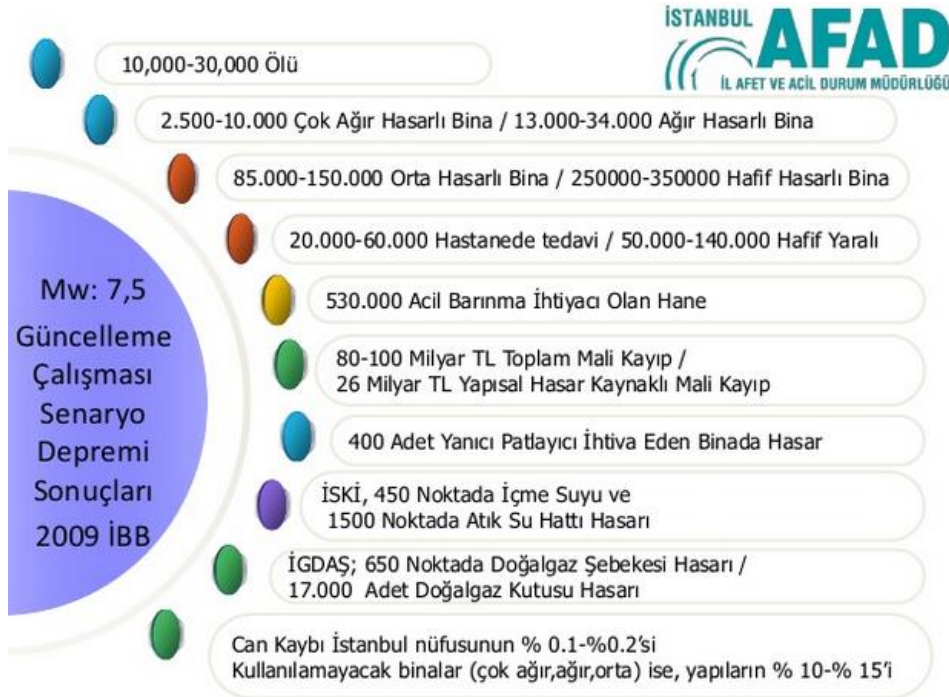 İSTANBUL
AFAD
İL AFET VE ACİL DURUM MÜDÜRLÜĞÜ
10,000-30,000 Ölü
2.500-10.000 Çok Ağır Hasarlı Bina / 13.000-34.000 Ağır Hasarlı Bina
85.000-150.000 Orta Hasarlı Bina / 250000-350000 Hafif Hasarlı Bina
20.000-60.000 Hastanede tedavi / 50.000-140.000 Hafif Yaralı
530.000 Acil Barınma İhtiyacı Olan Hane
80-100 Milyar TL Toplam Mali Kayıp /
26 Milyar TL Yapısal Hasar Kaynaklı Mali Kayıp
400 Adet Yanıcı Patlayıcı İhtiva Eden Binada Hasar
İSKİ, 450 Noktada İçme Suyu ve
1500 Noktada Atık Su Hattı Hasarı
İGDAŞ; 650 Noktada Doğalgaz Şebekesi Hasarı /
17.000 Adet Doğalgaz Kutusu Hasarı
Can Kaybı İstanbul nüfusunun % 0.1-%0.2'si
Kullanılamayacak binalar (çok ağır,ağır,orta) ise, yapıların % 10-% 15'i
Mw: 7,5
Güncelleme
Çalışması
Senaryo
Depremi
Sonuçları
2009 İBB